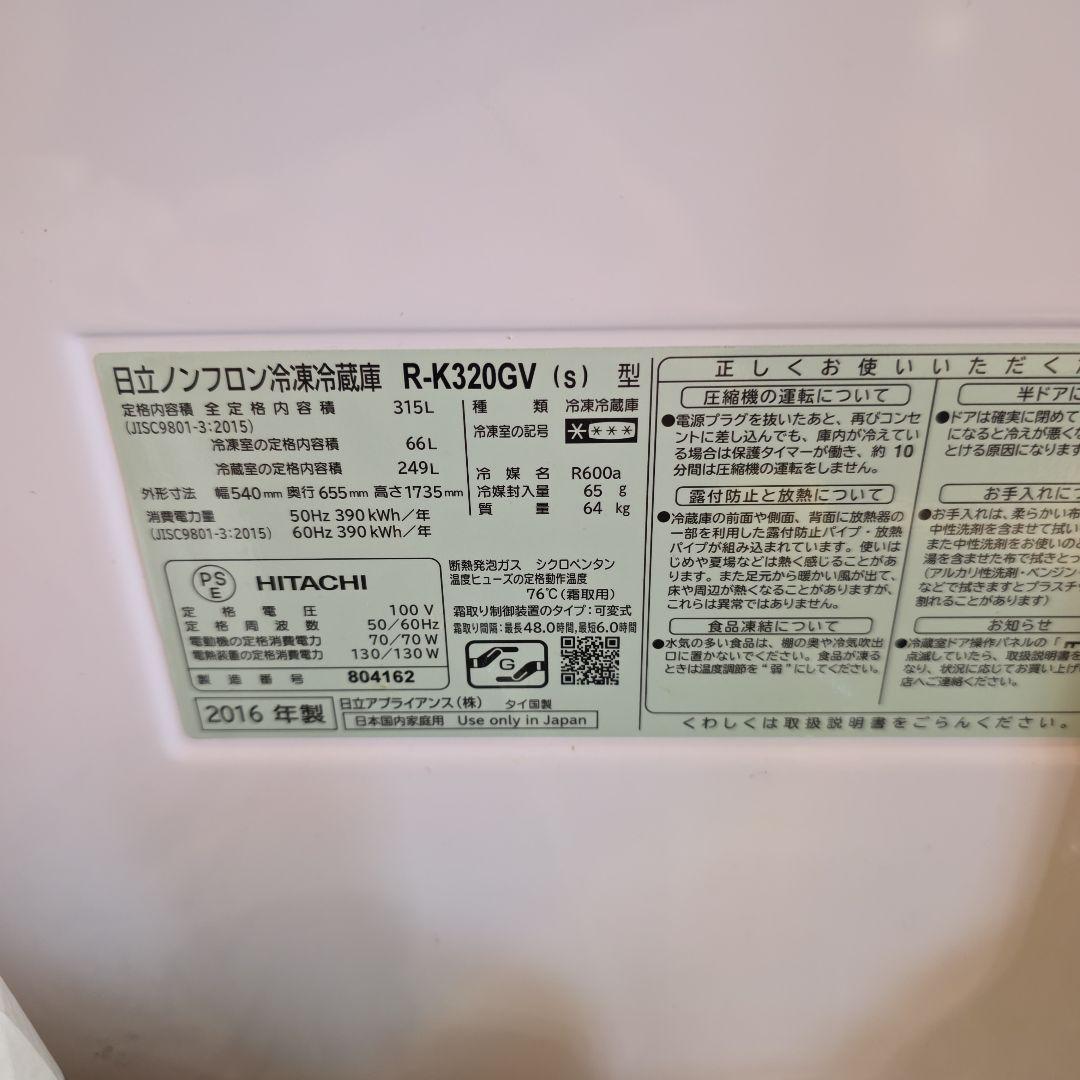 日立ノンフロン冷凍冷蔵庫 R-K320GV (S) 型
定格内容積 全定格内容積 315L
(JISC9801-3:2015)
冷凍室の定格内容積 66L
冷蔵室の定格内容積 249L
外形寸法 幅540mm 奥行655mm 高さ1735mm
消費電力量 50Hz 390kWh/年
(JISC9801-3:2015) 60Hz 390kWh/年
種類 冷凍冷蔵庫
冷凍室の記号 ****
冷媒名 R600a
冷媒封入量 65 g
質量 64 kg
PS
E
HITACHI
定格電圧 100 V
定格周波数 50/60Hz
電動機の定格消費電力 70/70W
電熱装置の定格消費電力 130/130W
製造番号 804162
断熱発泡ガス シクロペンタン
温度ヒューズの定格動作温度
76℃(霜取用)
霜取り制御装置のタイプ:可変式
霜取り間隔:最長48.0時間,最短6.0時間
G
2016 年製
日立アプライアンス(株) タイ国製
日本国内家庭用 Use only in Japan
正しくお使いいただく
圧縮機の運転について
●電源プラグを抜いたあと、再びコンセ
ントに差し込んでも、庫内が冷えてい
る場合は保護タイマーが働き、約10
分間は圧縮機の運転をしません。
露付防止と放熱について
●冷蔵庫の前面や側面、背面に放熱器の
一部を利用した露付防止パイプ・放熱
パイプが組み込まれています。使いは
じめや夏場などは熱く感じることがあ
ります。また足元から暖かい風が出て、
床や周辺が熱くなることがありますが、
これらは異常ではありません。
食品凍結について
●水気の多い食品は、棚の奥や冷気吹出
口に置かないでください。食品が凍る
ときは温度調節を“弱”にしてください。
半ドアに
●ドアは確実に閉めて
になると冷えが悪くな
とける原因になります
お手入れに
●お手入れは、柔らかい布
中性洗剤を含ませて拭い
また中性洗剤をお使いの
湯を含ませた布で拭きとっ
(アルカリ性洗剤・ベンジン・
などで拭きますとプラスチ
割れることがあります)
お知らせ
●冷蔵室ドア操作パネルの「
点滅していたら、取扱説明書を
なり、状況に応じてお買い上げ
店へご連絡ください。
くわしくは取扱説明書をごらんください。